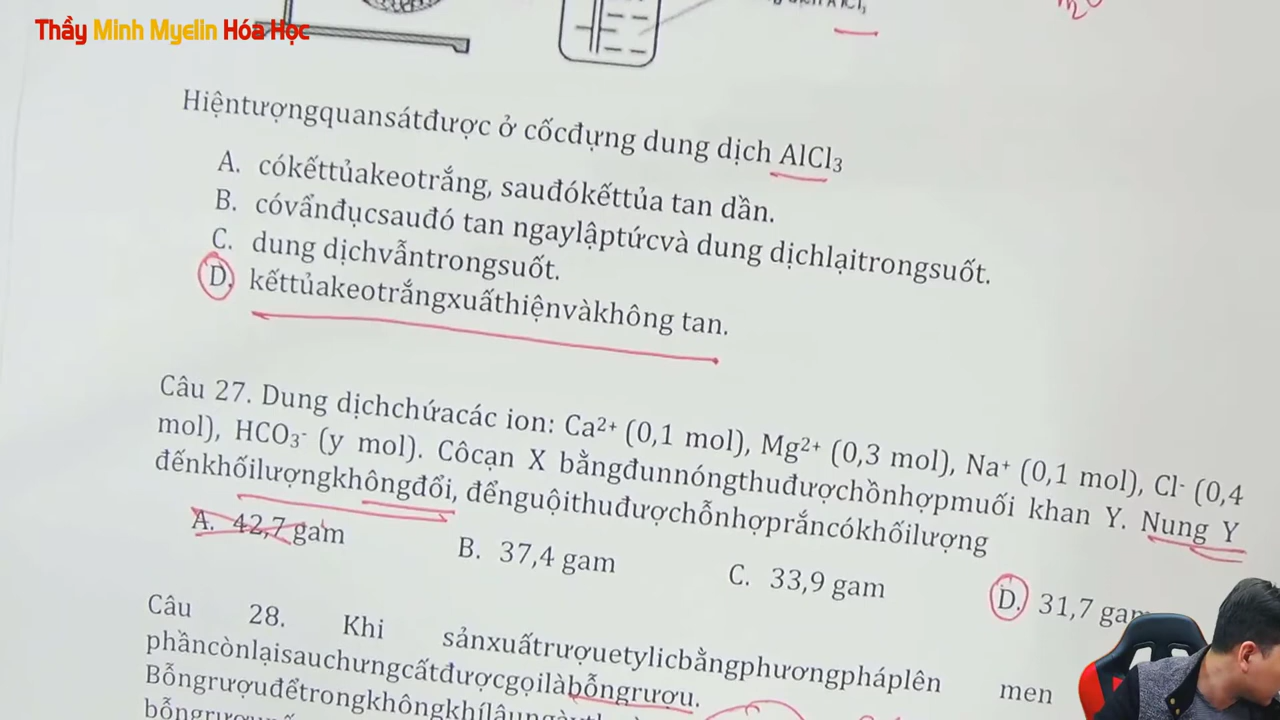 Thầy Minh Myelin Hóa Học
Hiệntượngquansátđược ở cốcđựng dung dịch AlCl3
A. cókếttủakeotrắng, sauđókếttủa tan dần.
B. cóvẩnđụcsauđó tan ngaylậptứcvà dung dịchlạitrongsuốt.
C. dung dịchvẫntrongsuốt.
D. kếttủakeotrắngxuấthiệnvàkhông tan.
Câu 27. Dung dịchchứacác ion: Ca2+ (0,1 mol), Mg2+ (0,3 mol), Na+ (0,1 mol), Cl- (0,4
mol), HCO3- (y mol). Côcạn X bằngđunnóngthuđượchồnhợpmuối khan Y. Nung Y
đếnkhốilượngkhôngđổi, đểnguộithuđượchỗnhợprắncókhốilượng
A. 42,7 gam
B. 37,4 gam
C. 33,9 gam
D. 31,7
Câu 28. Khi sảnxuấtrượuetylicbằngphươngpháplên men
phầncònlạisauchưngcấtđượcgọilàbỗngrượu.